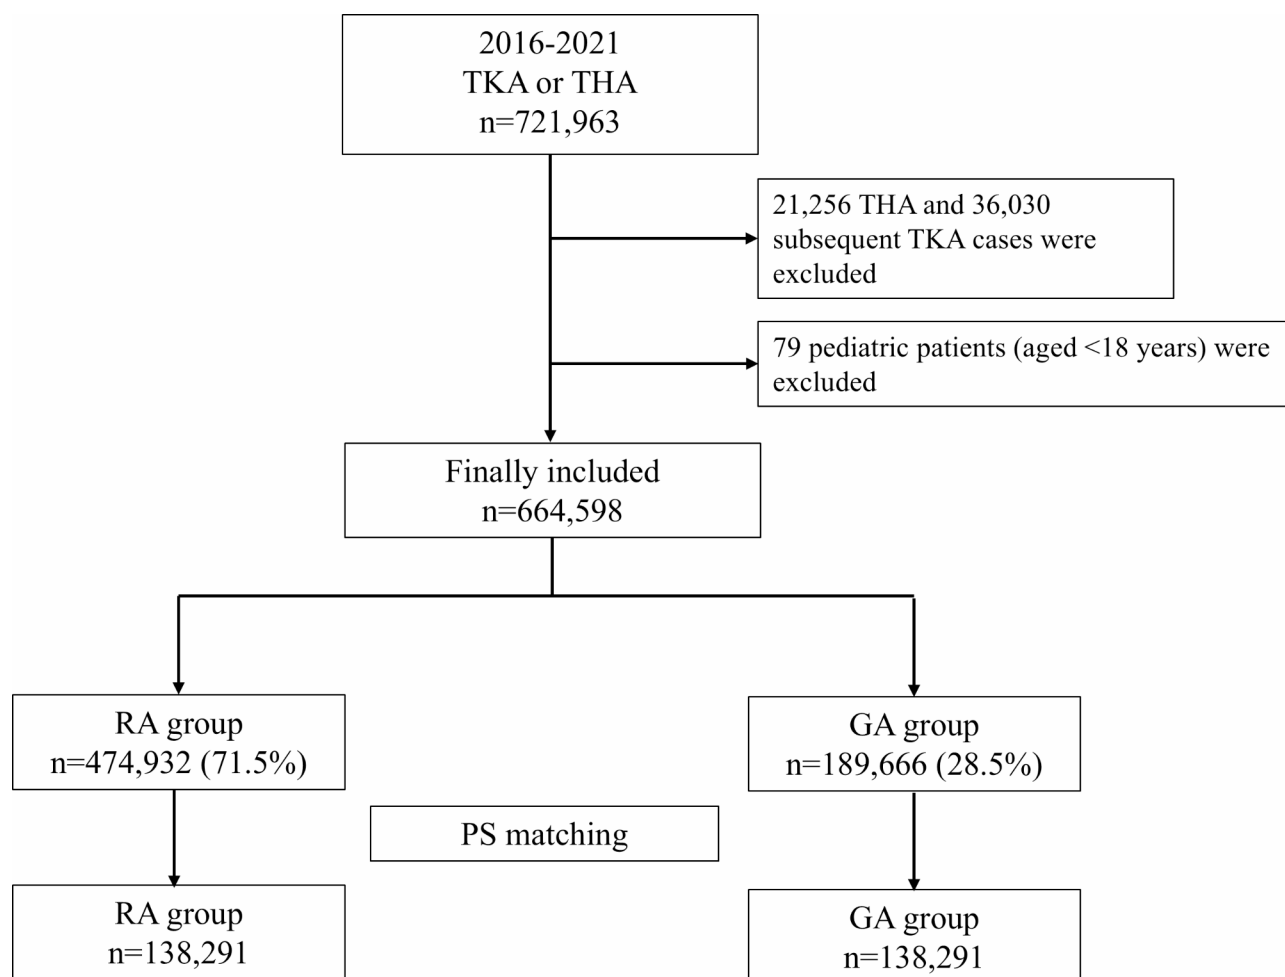 2016-2021
TKA or THA
n=721,963
21,256 THA and 36,030
subsequent TKA cases were
excluded
79 pediatric patients (aged <18 years) were
excluded
Finally included
n=664,598
RA group
n=474,932 (71.5%)
GA group
n=189,666 (28.5%)
PS matching
RA group
n=138,291
GA group
n=138,291